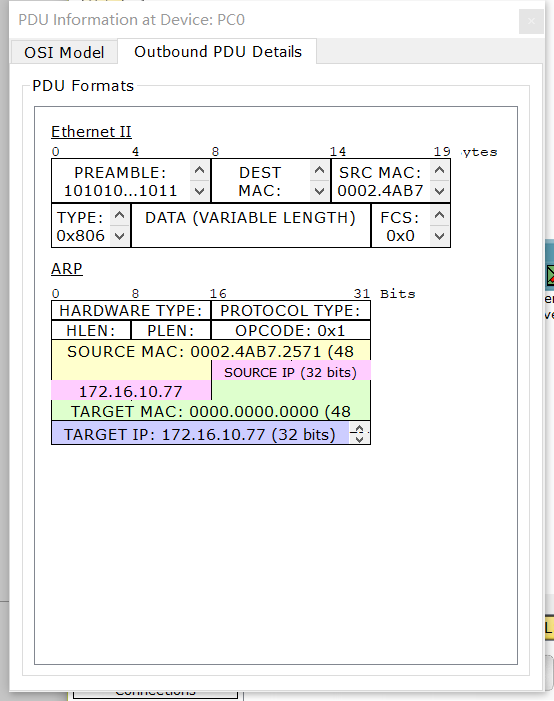 PDU Information at Device: PC0
OSI Model Outbound PDU Details
PDU Formats
Ethernet II
0 4 8 14 19 ytes
PREAMBLE: DEST SRC MAC:
101010...1011 MAC: 0002.4AB7
TYPE: DATA (VARIABLE LENGTH) FCS:
0x806 0x0
ARP
0 8 16 31 Bits
HARDWARE TYPE: PROTOCOL TYPE:
HLEN: PLEN: OPCODE: 0x1
SOURCE MAC: 0002.4AB7.2571 (48
SOURCE IP (32 bits)
172.16.10.77
TARGET MAC: 0000.0000.0000 (48
TARGET IP: 172.16.10.77 (32 bits)
Connections